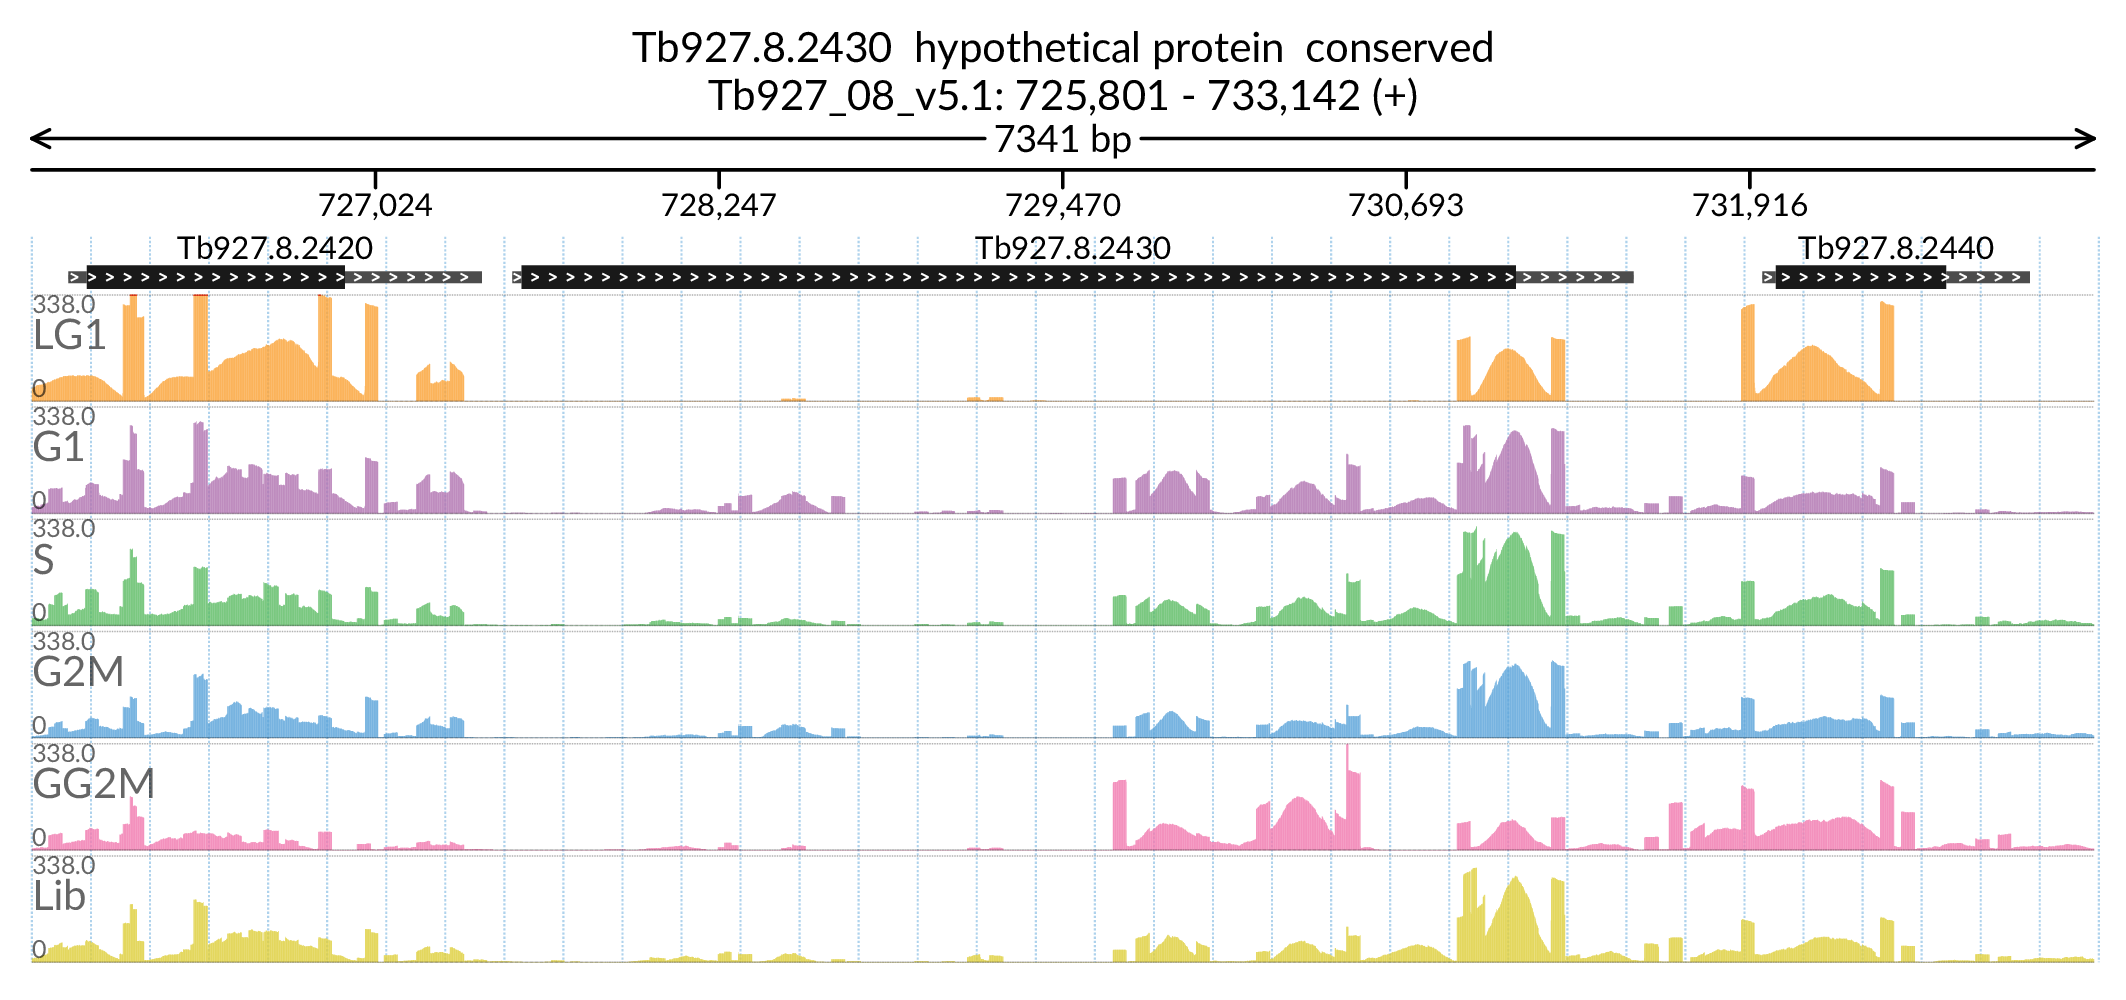 Tb927.8.2430 hypothetical protein conserved
Tb927_08_v5.1: 725,801 - 733,142 (+)
7341 bp
727,024 728,247 729,470 730,693 731,916
Tb927.8.2420 Tb927.8.2430 Tb927.8.2440
338.0
LG1
0
338.0
G1
0
338.0
S
0
338.0
G2M
0
338.0
GG2M
0
338.0
Lib
0